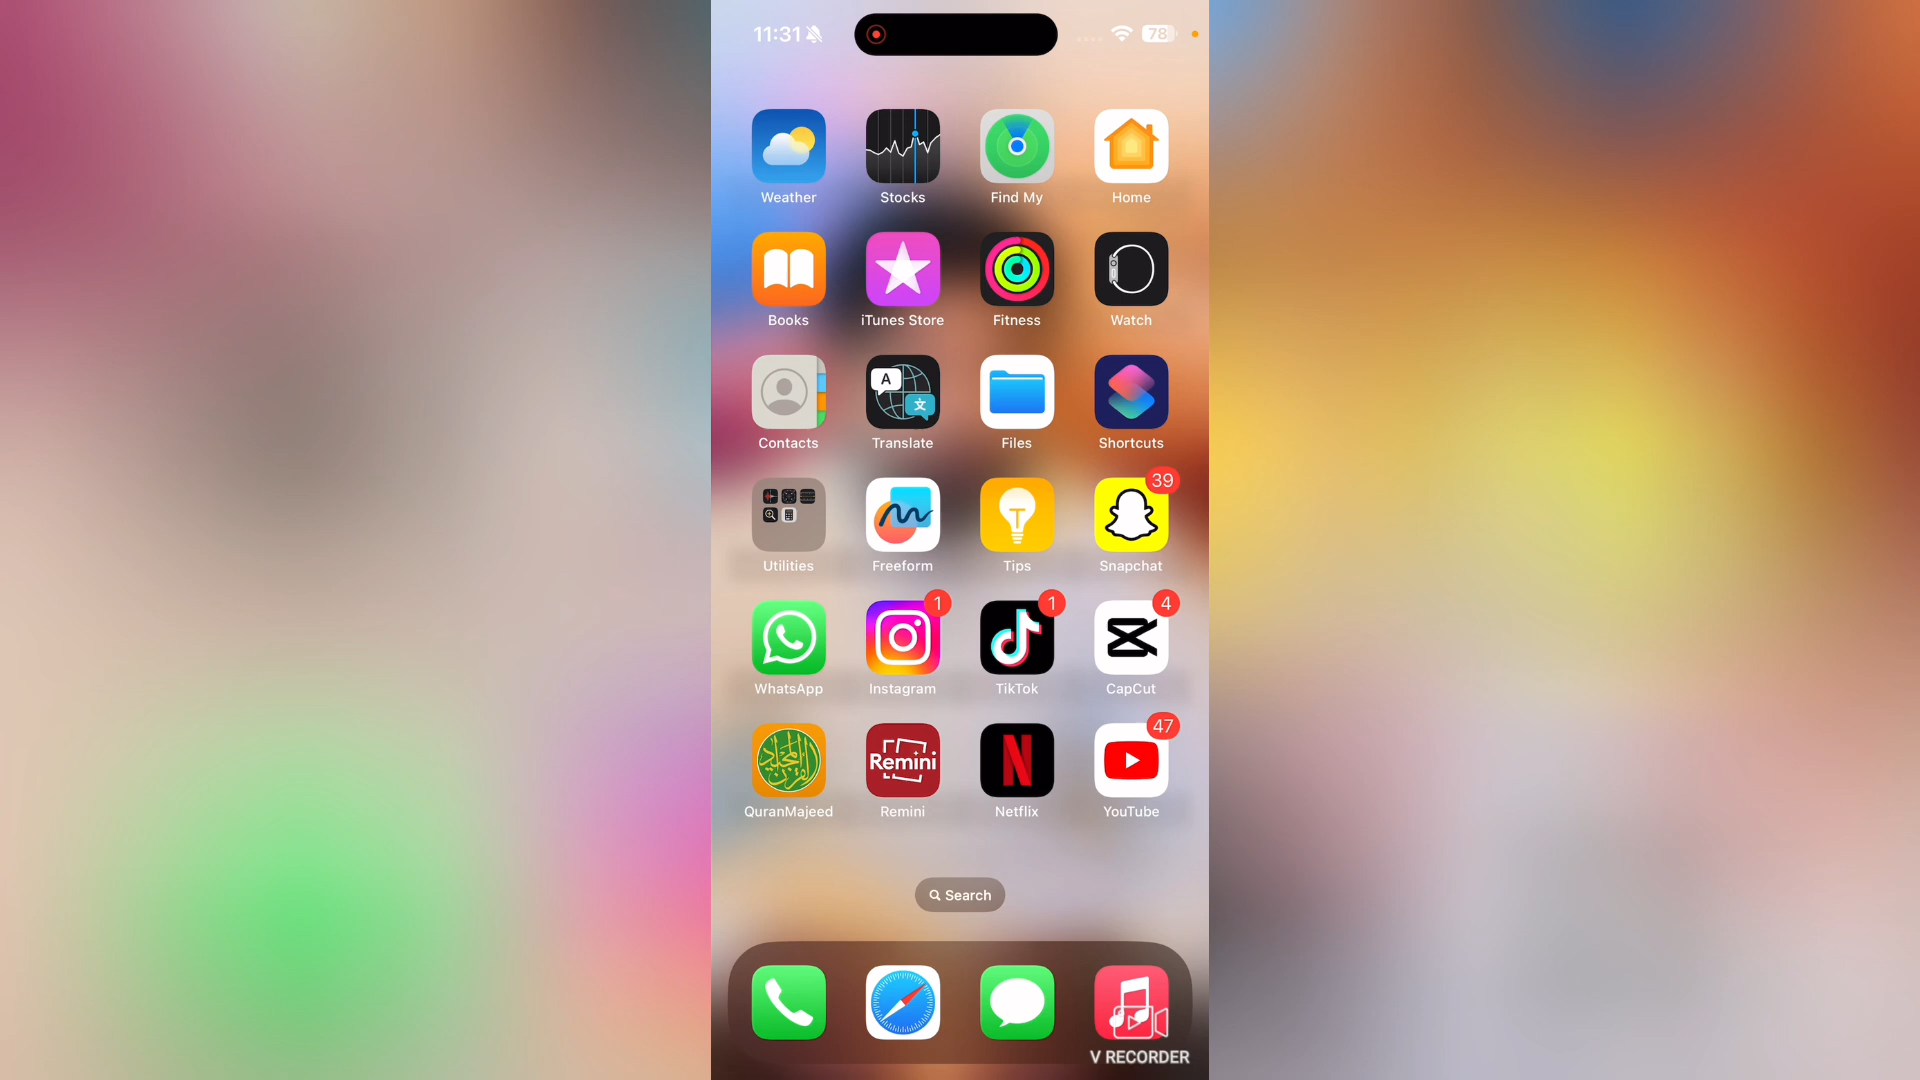 11:31
78
Weather
Stocks
Find My
Home
Books
iTunes Store
Fitness
Watch
A
文
Contacts
Translate
Files
Shortcuts
39
T
Utilities
Freeform
Tips
Snapchat
1
1
4
WhatsApp
Instagram
TikTok
CapCut
47
القرآن المجيد
Remini
N
QuranMajeed
Remini
Netflix
YouTube
Search
V RECORDER